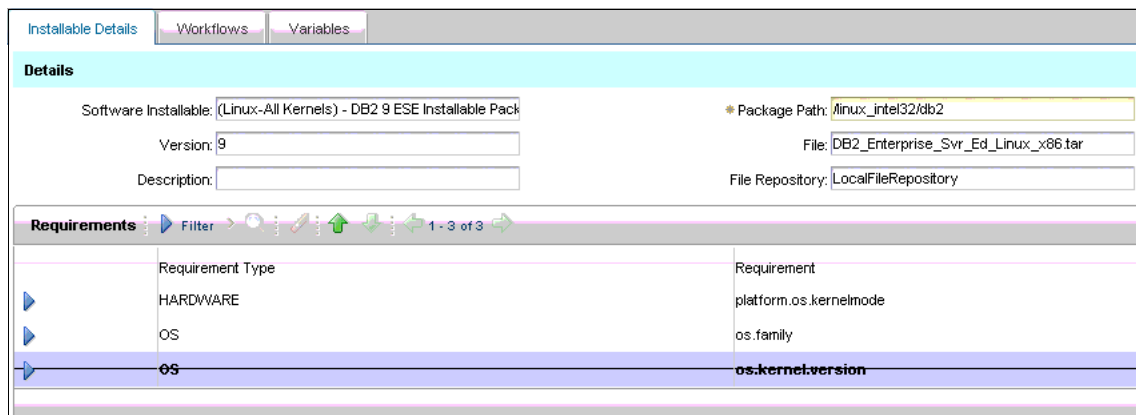 Installable Details Workflows Variables
Details
Software Installable: (Linux-All Kernels) - DB2 9 ESE Installable Pack
Package Path: /linux_intel32/db2
Version: 9
File: DB2_Enterprise_Svr_Ed_Linux_x86.tar
Description:
File Repository: LocalFileRepository
Requirements Filter 1 - 3 of 3
Requirement Type Requirement
HARDWARE platform.os.kernelmode
OS os.family
OS os.kernel.version